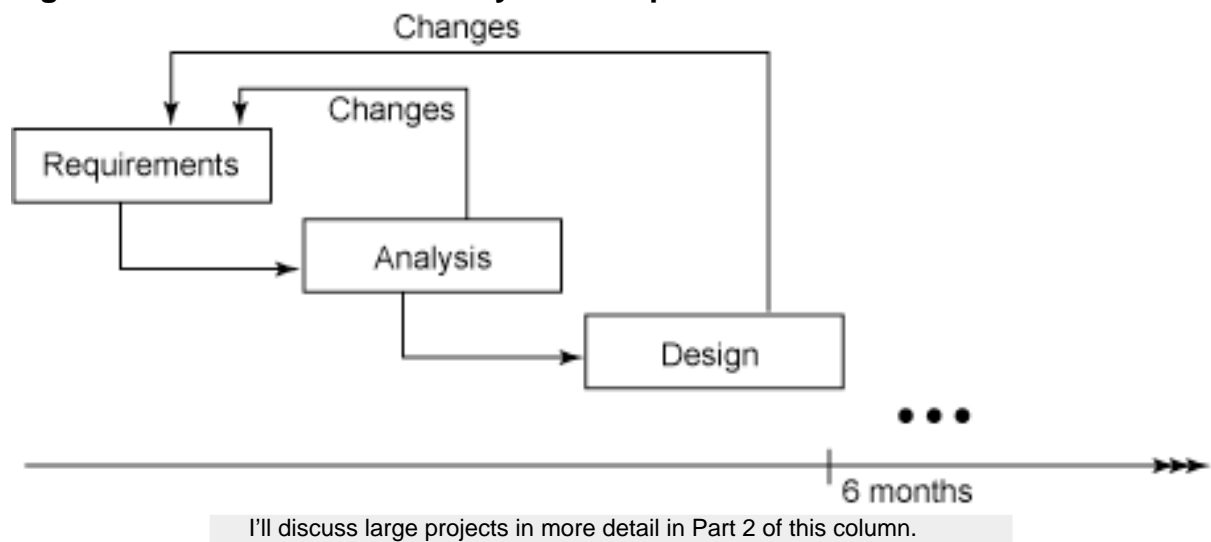 Changes
Changes
Requirements
Analysis
Design
•••
6 months
I'll discuss large projects in more detail in Part 2 of this column.